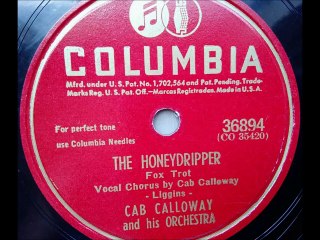 COLUMBIA
Mfrd. under U. S. Pat. No. 1,702,564 and Pat. Pending. Trade-
Marks Reg. U. S. Pat. Off.—Marcas Registradas. Made in U. S. A.
For perfect tone
use Columbia Needles
36894
(CO 35420)
THE HONEYDRIPPER
Fox Trot
Vocal Chorus by Cab Calloway
- Liggins -
CAB CALLOWAY
and his ORCHESTRA